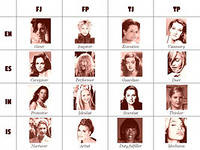 FJ FP TJ TP
EN
Giver Inspirer Executive Visionary
ES
Caregiver Performer Guardian Doer
IN
Protector Idealist Scientist Thinker
IS
Nurturer Artist Duty fulfiller Mechanic